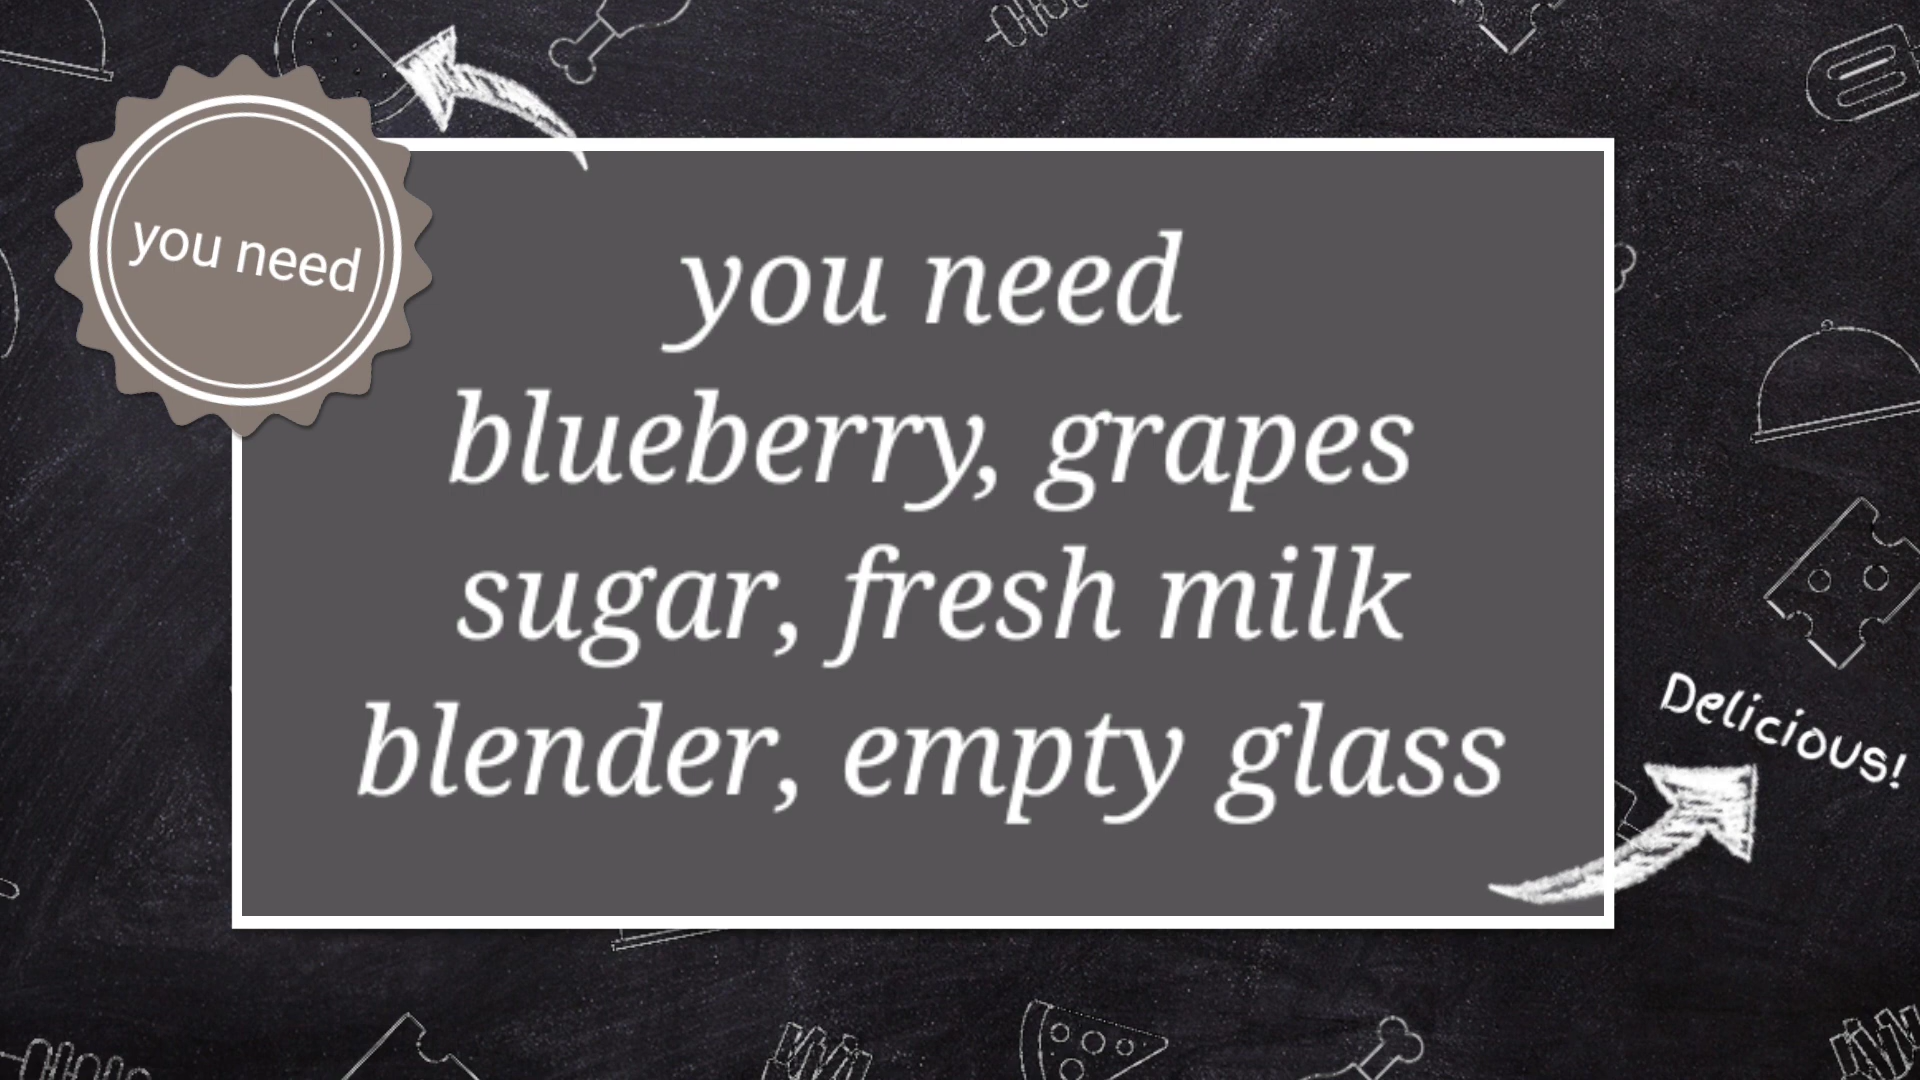 you need
you need
blueberry, grapes
sugar, fresh milk
blender, empty glass
Delicious!